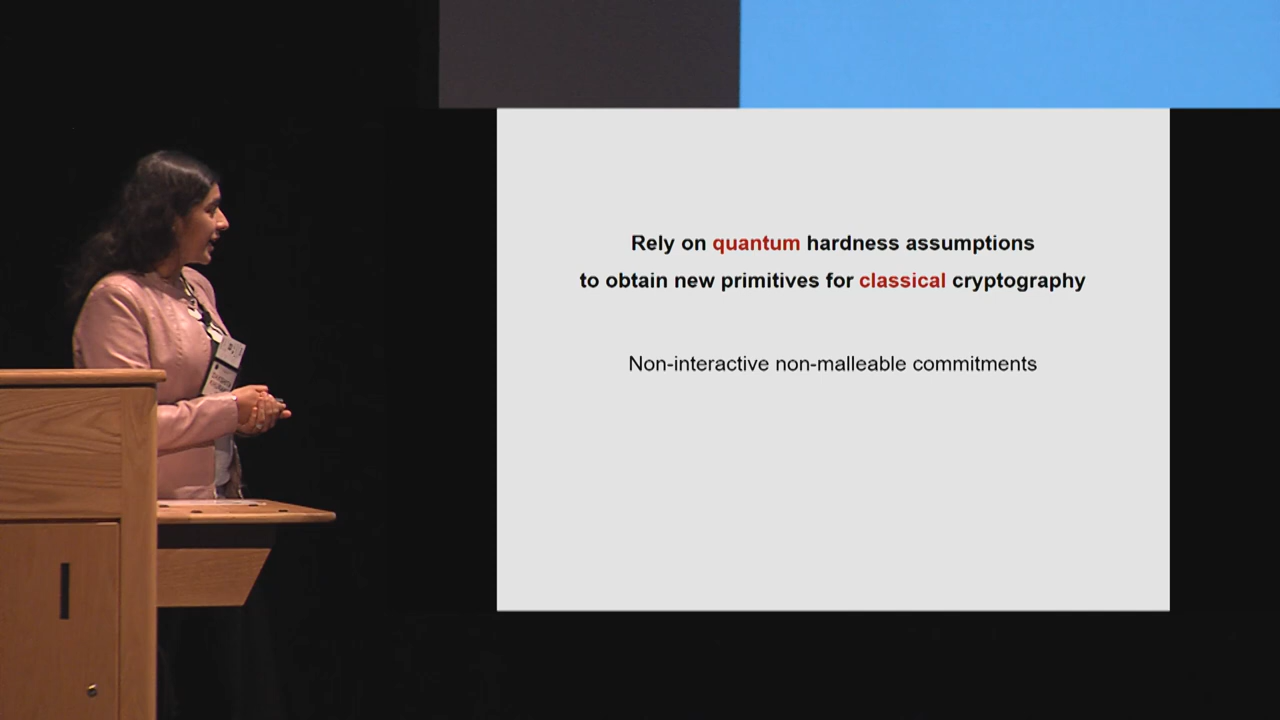 Rely on quantum hardness assumptions
to obtain new primitives for classical cryptography
Non-interactive non-malleable commitments